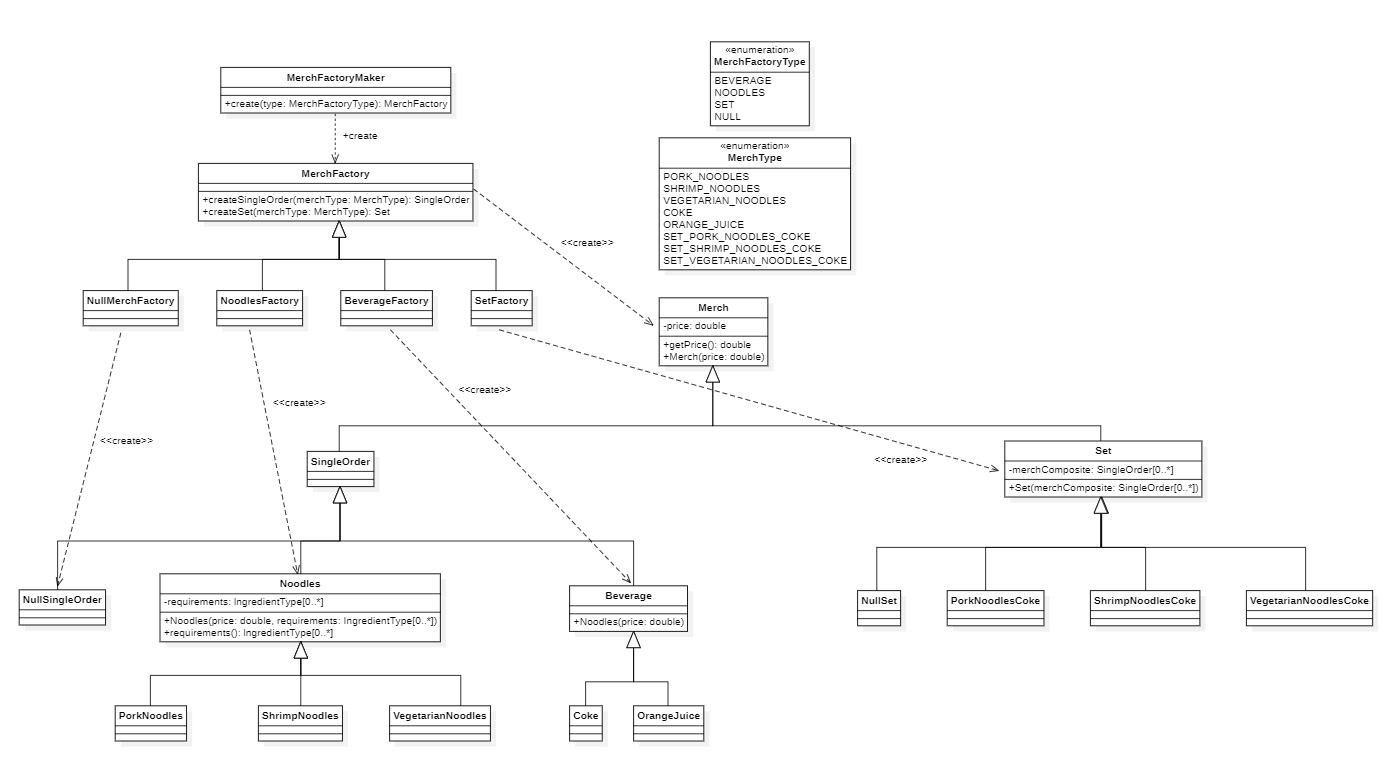 MerchFactoryMaker
+create(type: MerchFactoryType): MerchFactory
+create
«enumeration»
MerchFactoryType
BEVERAGE
NOODLES
SET
NULL
«enumeration»
MerchType
PORK_NOODLES
SHRIMP_NOODLES
VEGETARIAN_NOODLES
COKE
ORANGE_JUICE
SET_PORK_NOODLES_COKE
SET_SHRIMP_NOODLES_COKE
SET_VEGETARIAN_NOODLES_COKE
MerchFactory
+createSingleOrder(merchType: MerchType): SingleOrder
+createSet(merchType: MerchType): Set
<<create>>
NullMerchFactory
NoodlesFactory
BeverageFactory
SetFactory
Merch
-price: double
+getPrice(): double
+Merch(price: double)
<<create>>
<<create>>
<<create>>
<<create>>
SingleOrder
Set
-merchComposite: SingleOrder[0..*]
+Set(merchComposite: SingleOrder[0..*])
NullSingleOrder
Noodles
-requirements: IngredientType[0..*]
+Noodles(price: double, requirements: IngredientType[0..*])
+requirements(): IngredientType[0..*]
Beverage
+Noodles(price: double)
NullSet
PorkNoodlesCoke
ShrimpNoodlesCoke
VegetarianNoodlesCoke
PorkNoodles
ShrimpNoodles
VegetarianNoodles
Coke
OrangeJuice